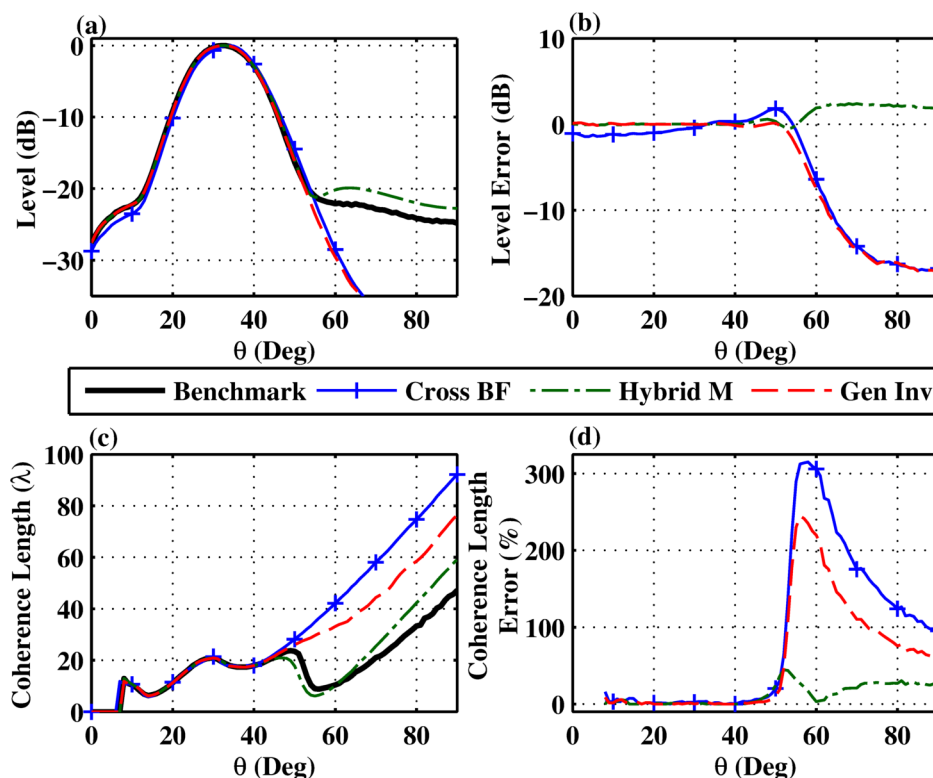 (a)
Level (dB)
0
−10
−20
−30
0 20 40 60 80
θ (Deg)
(b)
Level Error (dB)
10
0
−10
−20
0 20 40 60 80
θ (Deg)
Benchmark Cross BF Hybrid M Gen Inv
(c)
Coherence Length (λ)
100
80
60
40
20
0
0 20 40 60 80
θ (Deg)
(d)
Coherence Length
Error (%)
300
200
100
0
0 20 40 60 80
θ (Deg)